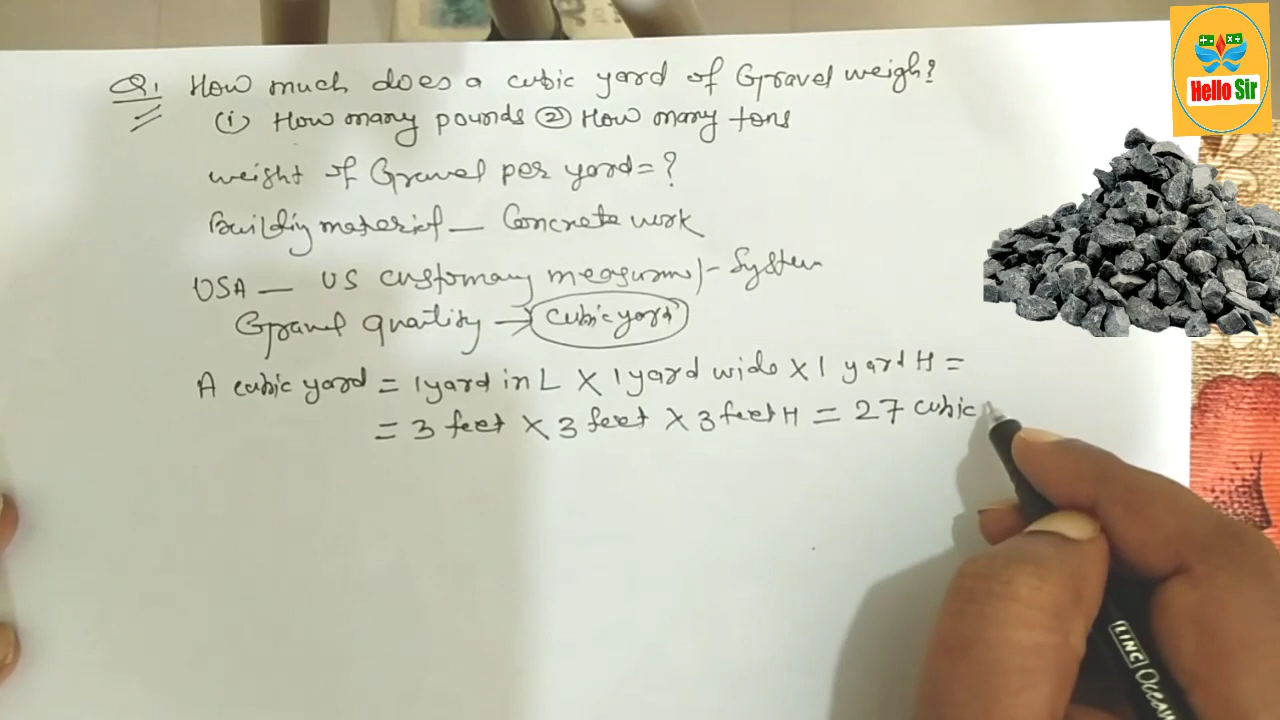 Q1. How much does a cubic yard of Gravel weigh?
(i) How many pounds (2) How many tons
weight of Gravel per yard = ?
Building material – Concrete work
USA – US customary measurement - System
Gravel quantity → cubic yard
A cubic yard = 1 yard in L × 1 yard wide × 1 yard H =
= 3 feet × 3 feet × 3 feet H = 27 cubic
Hello Sir
LINC Ocean